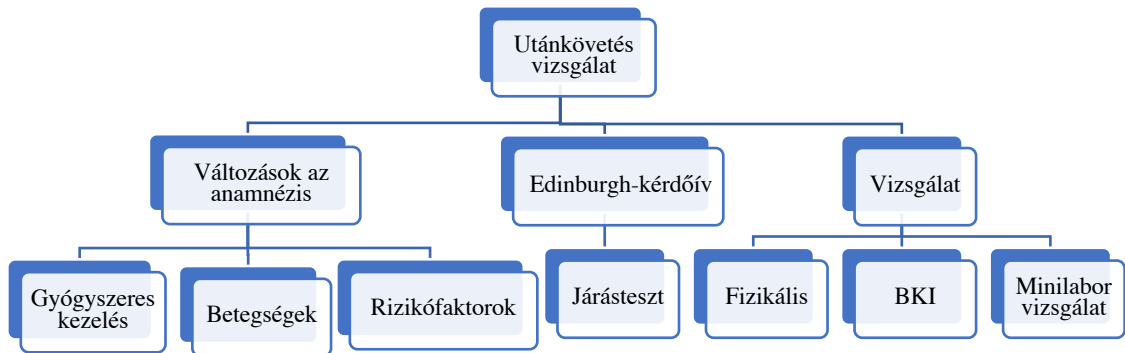 Utánkövetés
vizsgálat
Változások az
anamnézis
Edinburgh-kérdőív
Vizsgálat
Gyógyszeres
kezelés
Betegségek
Rizikófaktorok
Járásteszt
Fizikális
BKI
Minilabor
vizsgálat